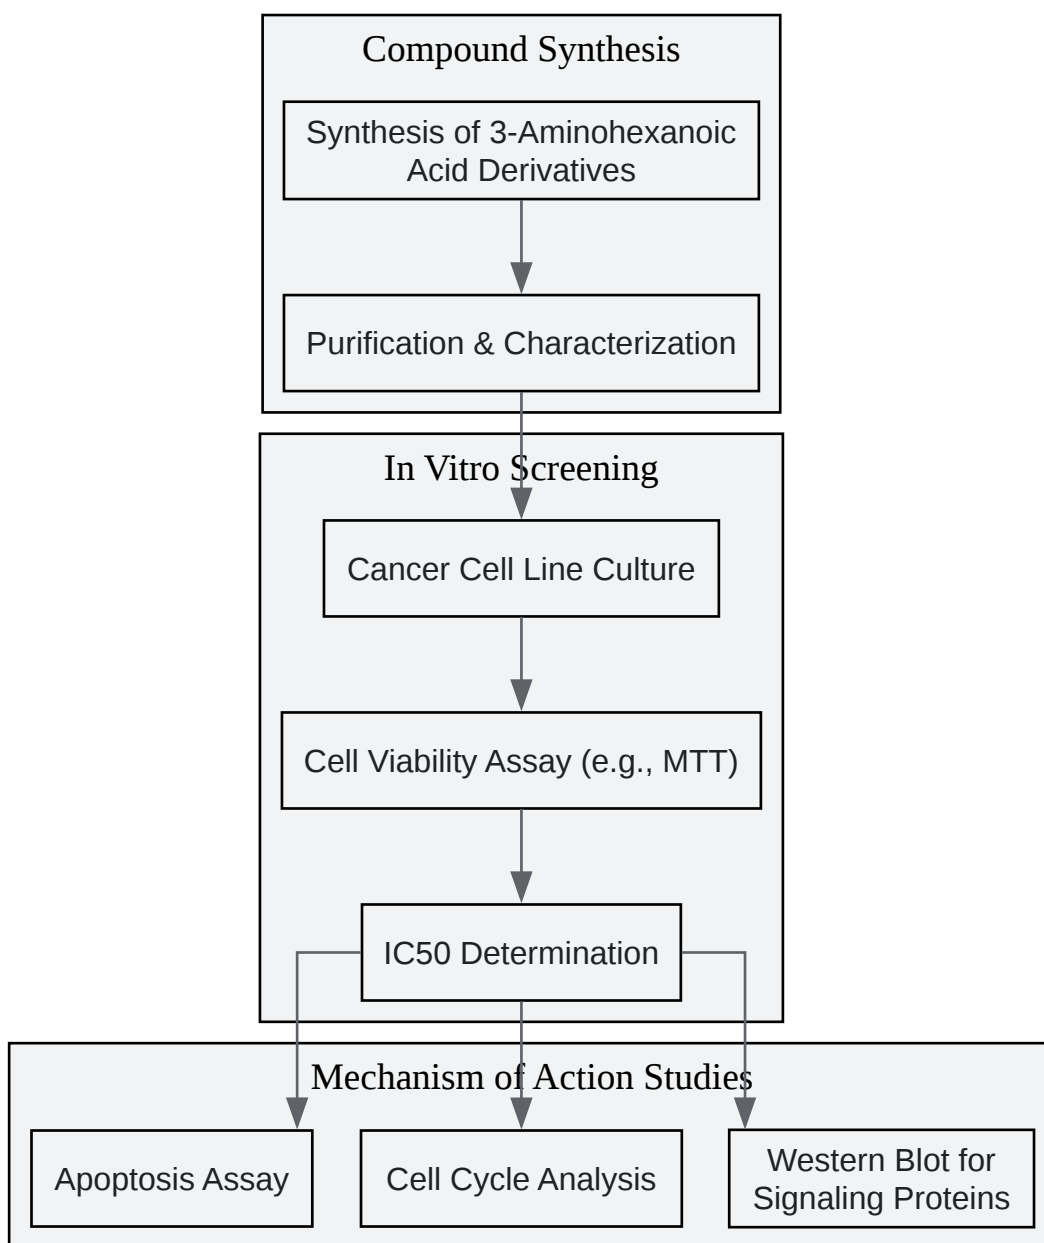 Compound Synthesis
Synthesis of 3-Aminohexanoic
Acid Derivatives
Purification & Characterization
In Vitro Screening
Cancer Cell Line Culture
Cell Viability Assay (e.g., MTT)
IC50 Determination
Mechanism of Action Studies
Apoptosis Assay
Cell Cycle Analysis
Western Blot for
Signaling Proteins